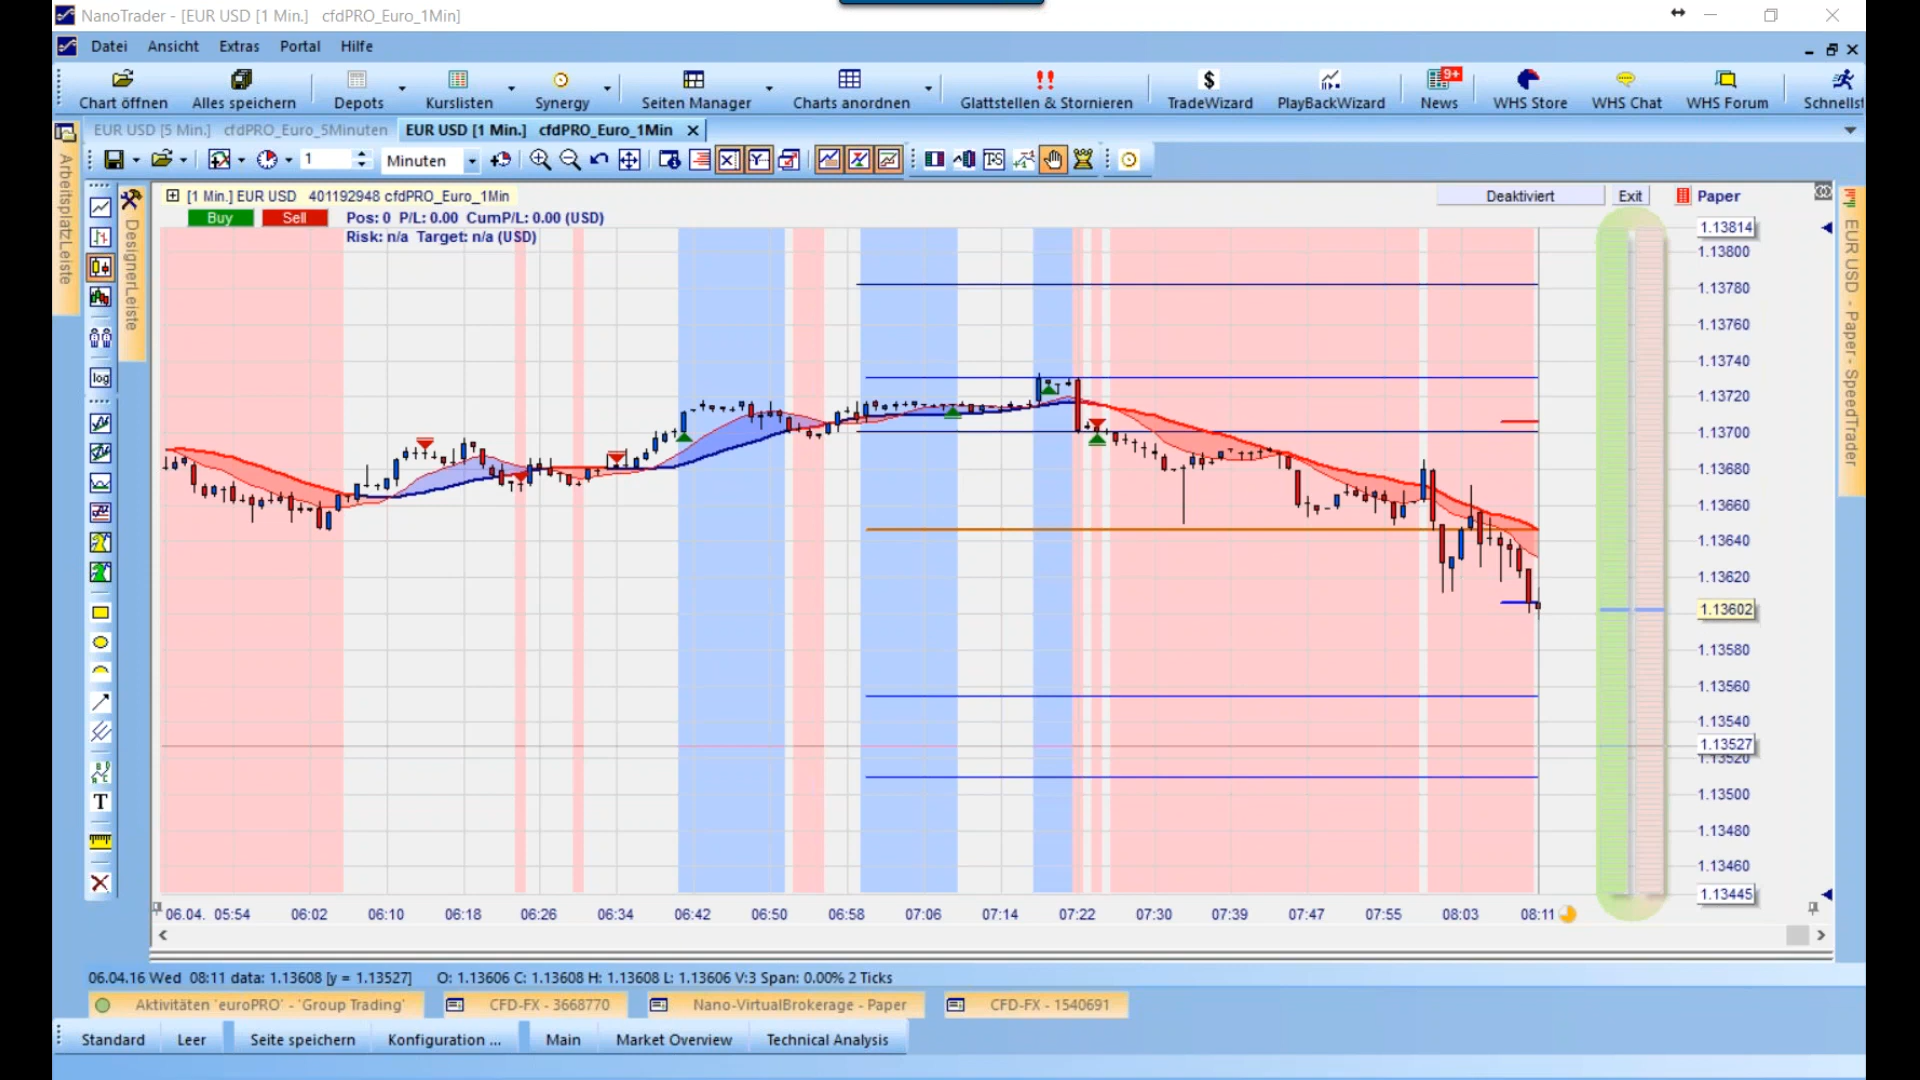 NanoTrader - [EUR USD [1 Min.]   cfdPRO_Euro_1Min]
Datei Ansicht Extras Portal Hilfe
Chart öffnen Alles speichern Depots Kurslisten Synergy Seiten Manager Charts anordnen Glattstellen & Stornieren TradeWizard PlayBackWizard 9+ News WHS Store WHS Chat WHS Forum Schnellst
EUR USD [5 Min.] cfdPRO_Euro_5Minuten EUR USD [1 Min.] cfdPRO_Euro_1Min
1 Minuten
ArbeitsplatzLeiste
DesignerLeiste
[1 Min.] EUR USD 401192948 cfdPRO_Euro_1Min Deaktiviert Exit Paper
Buy Sell Pos: 0 P/L: 0.00 CumP/L: 0.00 (USD)
Risk: n/a Target: n/a (USD)
EUR USD - Paper - SpeedTrader
log
T
1.13814
1.13800
1.13780
1.13760
1.13740
1.13720
1.13700
1.13680
1.13660
1.13640
1.13620
1.13602
1.13580
1.13560
1.13540
1.13527
1.13520
1.13500
1.13480
1.13460
1.13445
06.04. 05:54 06:02 06:10 06:18 06:26 06:34 06:42 06:50 06:58 07:06 07:14 07:22 07:30 07:39 07:47 07:55 08:03 08:11
06.04.16 Wed 08:11 data: 1.13608 [y = 1.13527] O: 1.13606 C: 1.13608 H: 1.13608 L: 1.13606 V:3 Span: 0.00% 2 Ticks
Aktivitäten 'euroPRO' - 'Group Trading' CFD-FX - 3668770 Nano-VirtualBrokerage - Paper CFD-FX - 1540691
Standard Leer Seite speichern Konfiguration ... Main Market Overview Technical Analysis